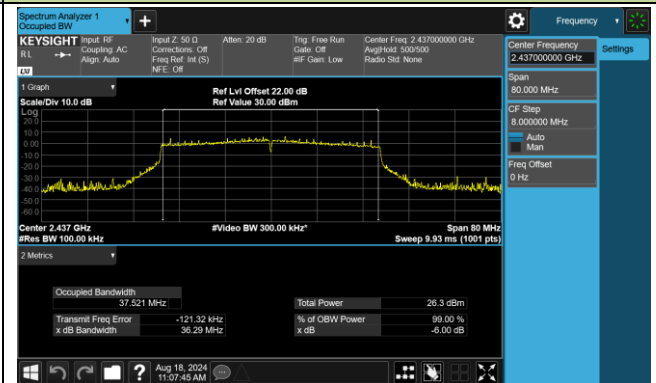 Spectrum Analyzer 1
Occupied BW
+
Frequency
KEYSIGHT
R L
LXI
Input: RF
Coupling: AC
Align: Auto
Input Z: 50 Ω
Corrections: Off
Freq Ref: Int (S)
NFE: Off
Atten: 20 dB
Trig: Free Run
Gate: Off
#IF Gain: Low
Center Freq: 2.437000000 GHz
Avg|Hold: 500/500
Radio Std: None
Center Frequency
2.437000000 GHz
Settings
Span
80.000 MHz
CF Step
8.000000 MHz
Auto
Man
Freq Offset
0 Hz
1 Graph
Scale/Div 10.0 dB
Ref Lvl Offset 22.00 dB
Ref Value 30.00 dBm
Log
20.0
10.0
0.00
-10.0
-20.0
-30.0
-40.0
-50.0
-60.0
Center 2.437 GHz
#Res BW 100.00 kHz
#Video BW 300.00 kHz*
Span 80 MHz
Sweep 9.93 ms (1001 pts)
2 Metrics
Occupied Bandwidth
37.521 MHz
Total Power 26.3 dBm
Transmit Freq Error -121.32 kHz
% of OBW Power 99.00 %
x dB Bandwidth 36.29 MHz
x dB -6.00 dB
?
Aug 18, 2024
11:07:45 AM